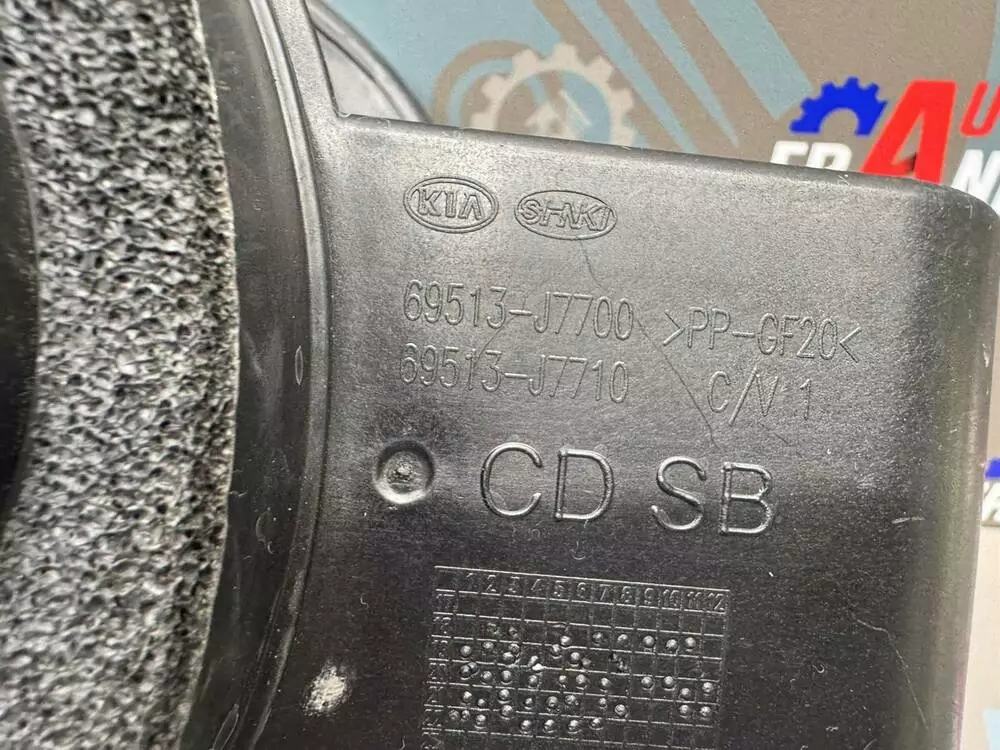 KIA SHAKI
69513-J7700 >PP-GF20<
69513-J7710 C/V 1
CD SB
1 2 3 4 5 6 7 8 9 10 11 12